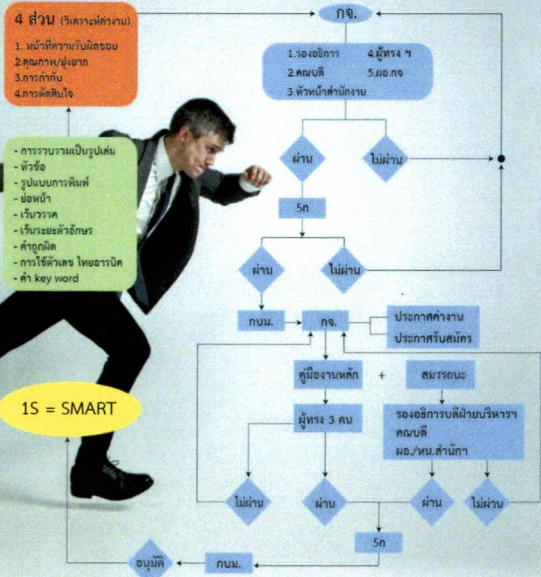 4 ส่วน (วิเคราะห์ค่างาน)
1. หน้าที่ความรับผิดชอบ
2.คุณภาพ/ยุ่งยาก
3.การกำกับ
4.การตัดสินใจ
- การรวบรวมเป็นรูปเล่ม
- หัวข้อ
- รูปแบบการพิมพ์
- ย่อหน้า
- เว้นวรรค
- เว้นระยะตัวอักษร
- คำถูกผิด
- การใช้ตัวเลข ไทยอารบิค
- คำ key word
1S = SMART
กจ.
1.รองอธิการ 4.ผู้ทรง ฯ
2.คณบดี 5.ผอ.กจ
3.หัวหน้าสำนักงาน
ผ่าน ไม่ผ่าน
5ก
ผ่าน ไม่ผ่าน
กบม. กจ. ประกาศค่างาน
ประกาศรับสมัคร
คู่มืองานหลัก + สมรรถนะ
ผู้ทรง 3 คน
รองอธิการบดีฝ่ายบริหารฯ
คณบดี
ผอ./หน.สำนักฯ
ไม่ผ่าน ผ่าน ผ่าน ไม่ผ่าน
5ก
อนุมัติ กบม.